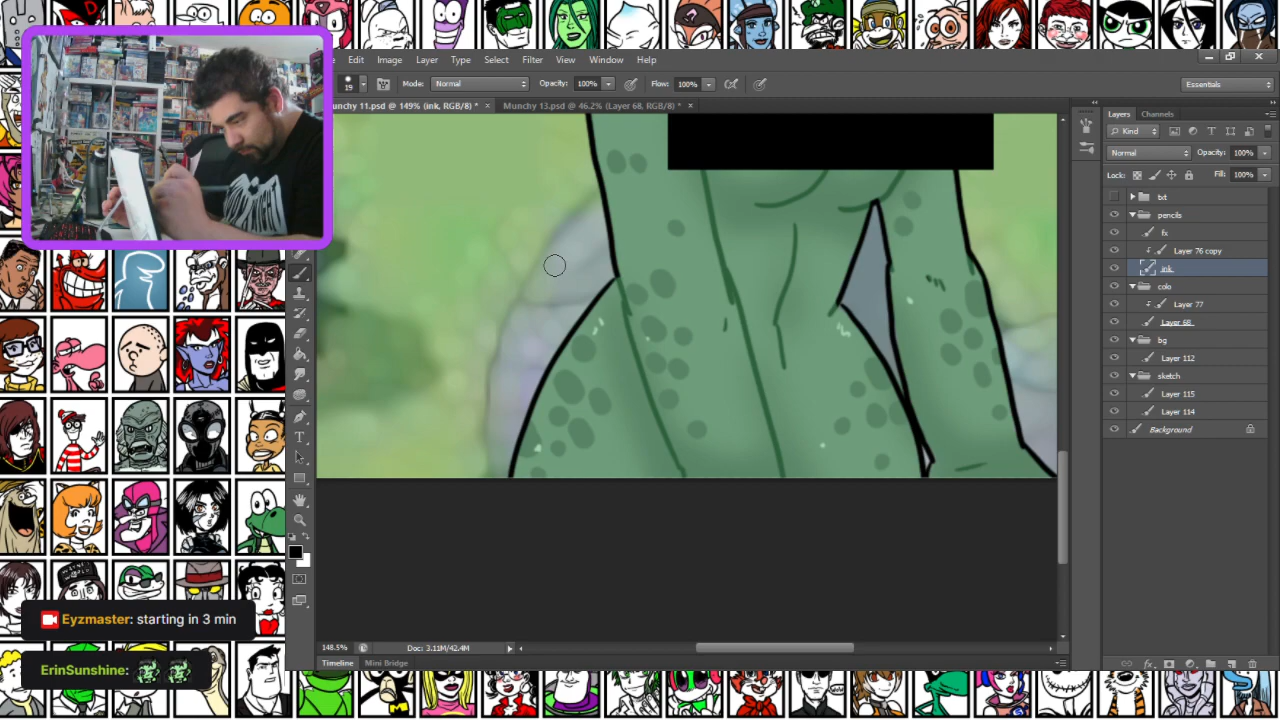 Edit Image Layer Type Select Filter View Window Help
19 Mode: Normal Opacity: 100% Flow: 100% Essentials
unchy 11.psd @ 149% (ink, RGB/8) * × Munchy 13.psd @ 46.2% (Layer 68, RGB/8) * ×
Layers Channels
Kind
Normal Opacity: 100%
Lock: Fill: 100%
txt
pencils
fx
Layer 76 copy
ink
colo
Layer 77
Layer 68
bg
Layer 112
sketch
Layer 115
Layer 114
Background
Eyzmaster: starting in 3 min
ErinSunshine:
148.5% Doc: 3.11M/42.4M
Timeline Mini Bridge